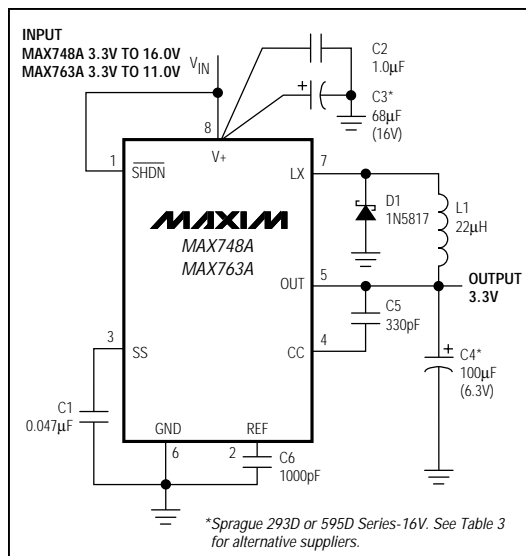 INPUT
MAX748A 3.3V TO 16.0V
MAX763A 3.3V TO 11.0V
VIN
C2
1.0μF
+
C3*
68μF
(16V)
8
V+
1
SHDN
7
LX
D1
1N5817
L1
22μH
MAXIM
MAX748A
MAX763A
OUT
5
OUTPUT
3.3V
C5
330pF
4
CC
3
SS
+
C4*
100μF
(6.3V)
C1
0.047μF
GND
REF
6
2
C6
1000pF
*Sprague 293D or 595D Series-16V. See Table 3
for alternative suppliers.